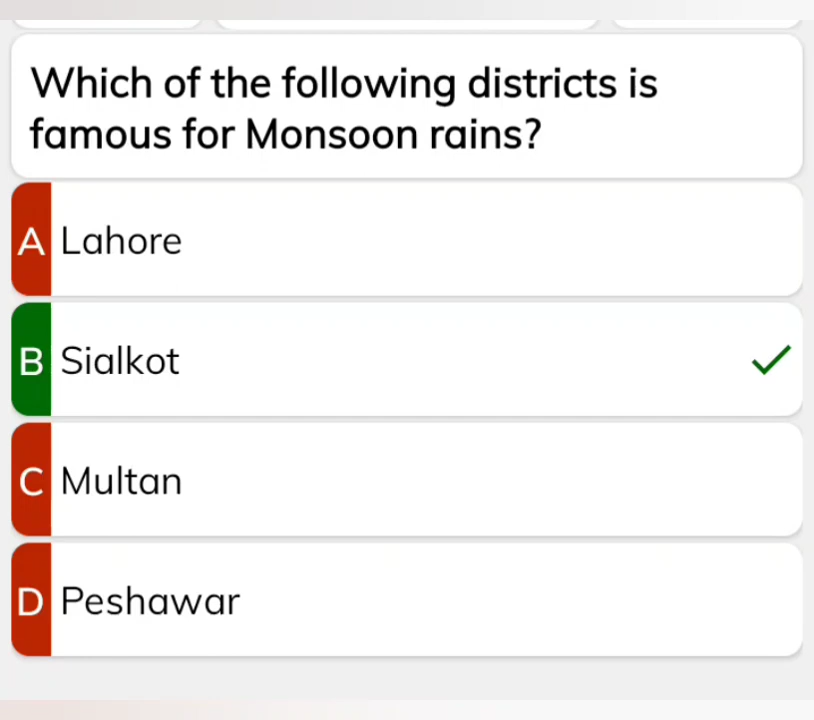 Which of the following districts is
famous for Monsoon rains?
A Lahore
B Sialkot
C Multan
D Peshawar